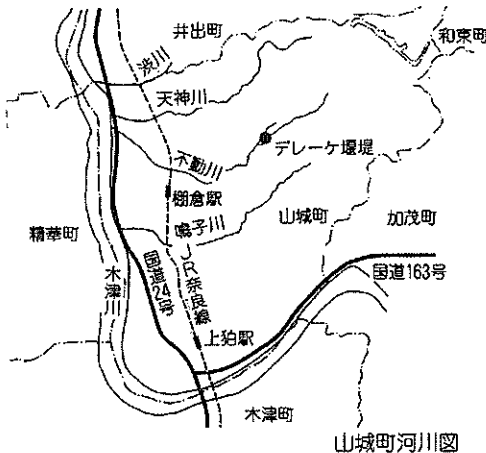 井出町
和束町
渋川
天神川
不動川
デレーケ堰堤
棚倉駅
鳴子川
山城町
加茂町
精華町
木津川
国道24号
JR奈良線
国道163号
上狛駅
木津町
山城町河川図